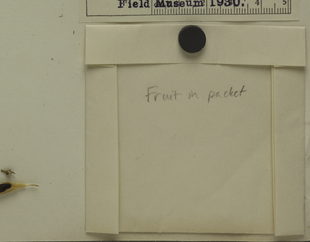 Field Museum 1930.
4 5
Fruit in packet